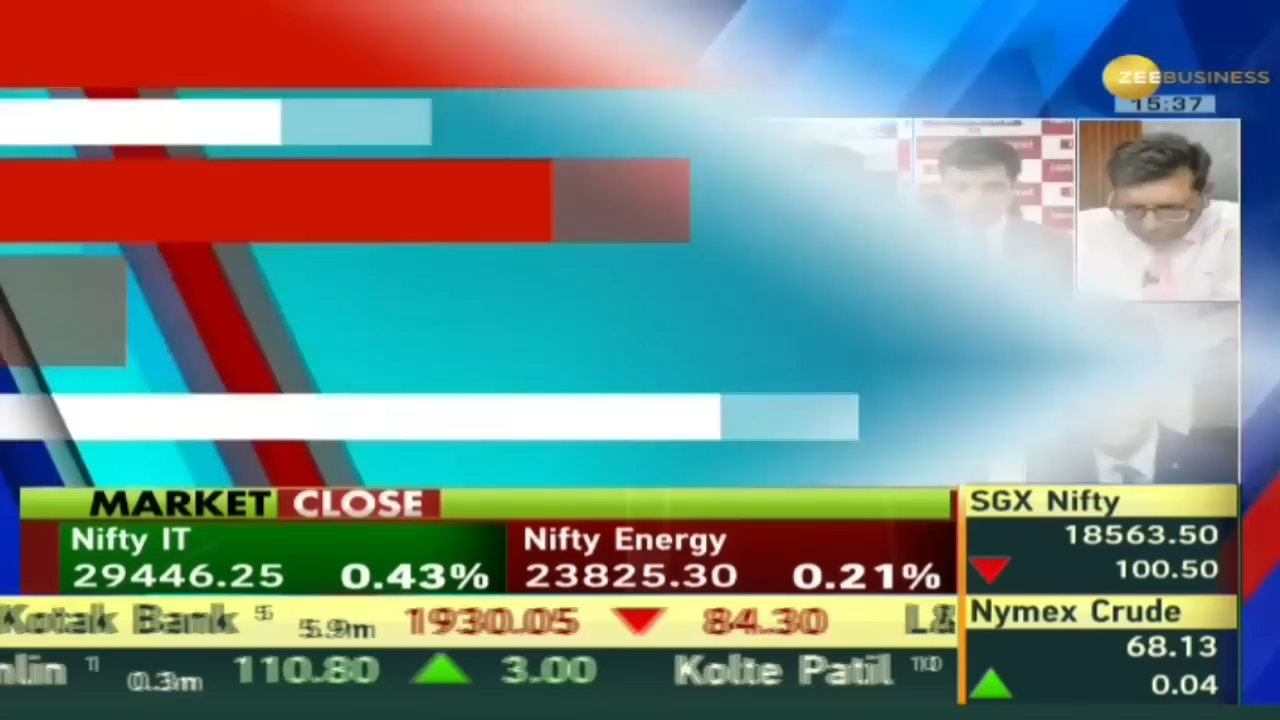 ZEEBUSINESS
15:37
MARKET CLOSE
Nifty IT
29446.25 0.43%
Nifty Energy
23825.30 0.21%
SGX Nifty
18563.50
100.50
Nymex Crude
68.13
0.04
Kotak Bank 5.9m 1930.05 84.30 L&
mlin 0.3m 110.80 3.00 Kolte Patil 10